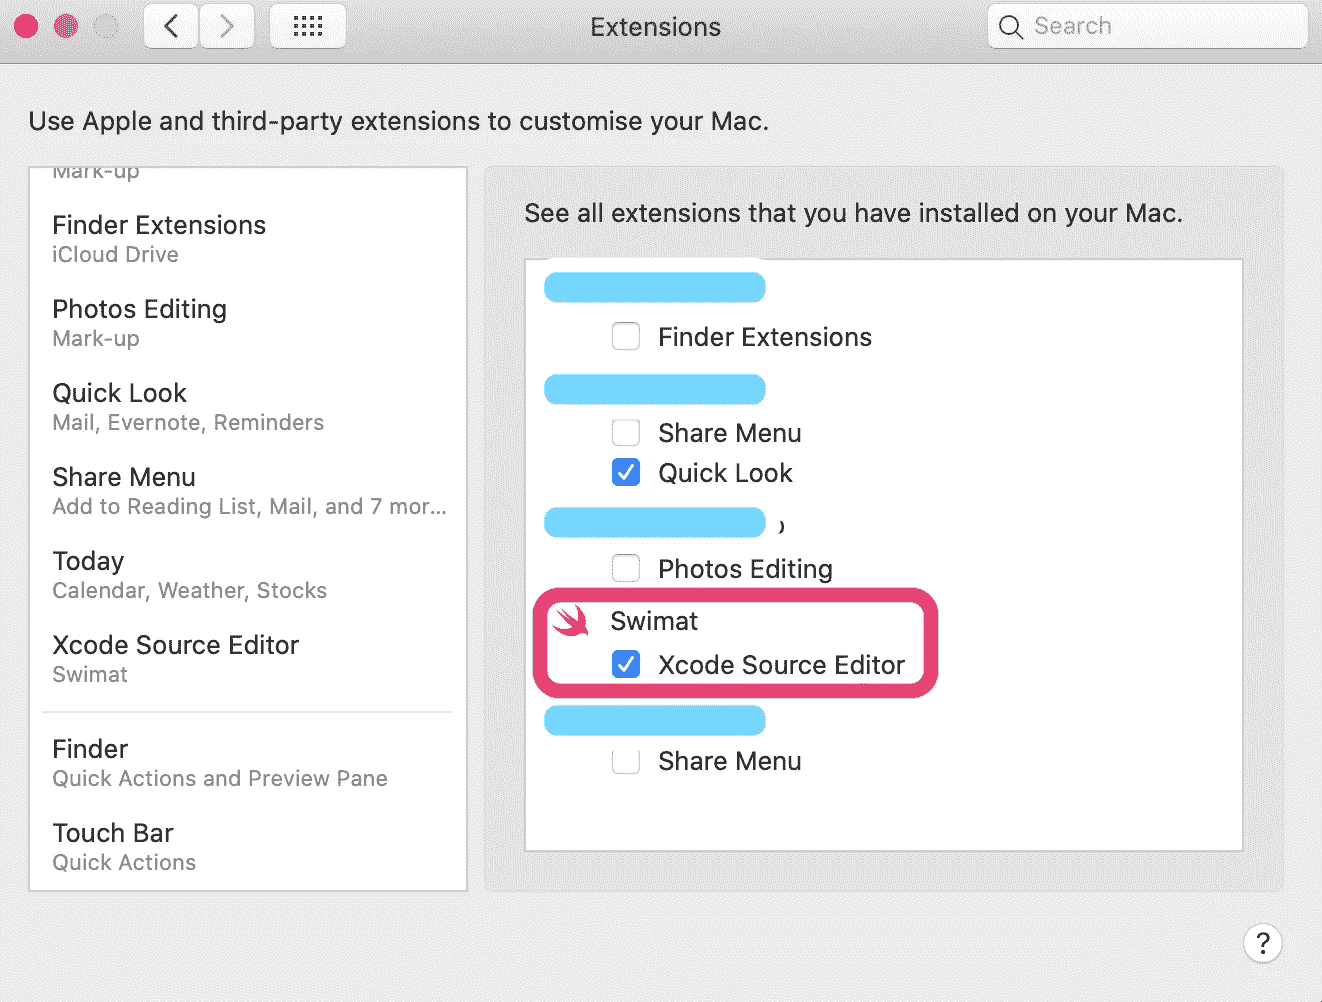 Extensions
Search
Use Apple and third-party extensions to customise your Mac.
Mark-up
Finder Extensions
iCloud Drive
Photos Editing
Mark-up
Quick Look
Mail, Evernote, Reminders
Share Menu
Add to Reading List, Mail, and 7 mor...
Today
Calendar, Weather, Stocks
Xcode Source Editor
Swimat
Finder
Quick Actions and Preview Pane
Touch Bar
Quick Actions
See all extensions that you have installed on your Mac.
Finder Extensions
Share Menu
Quick Look
Photos Editing
Swimat
Xcode Source Editor
Share Menu
?